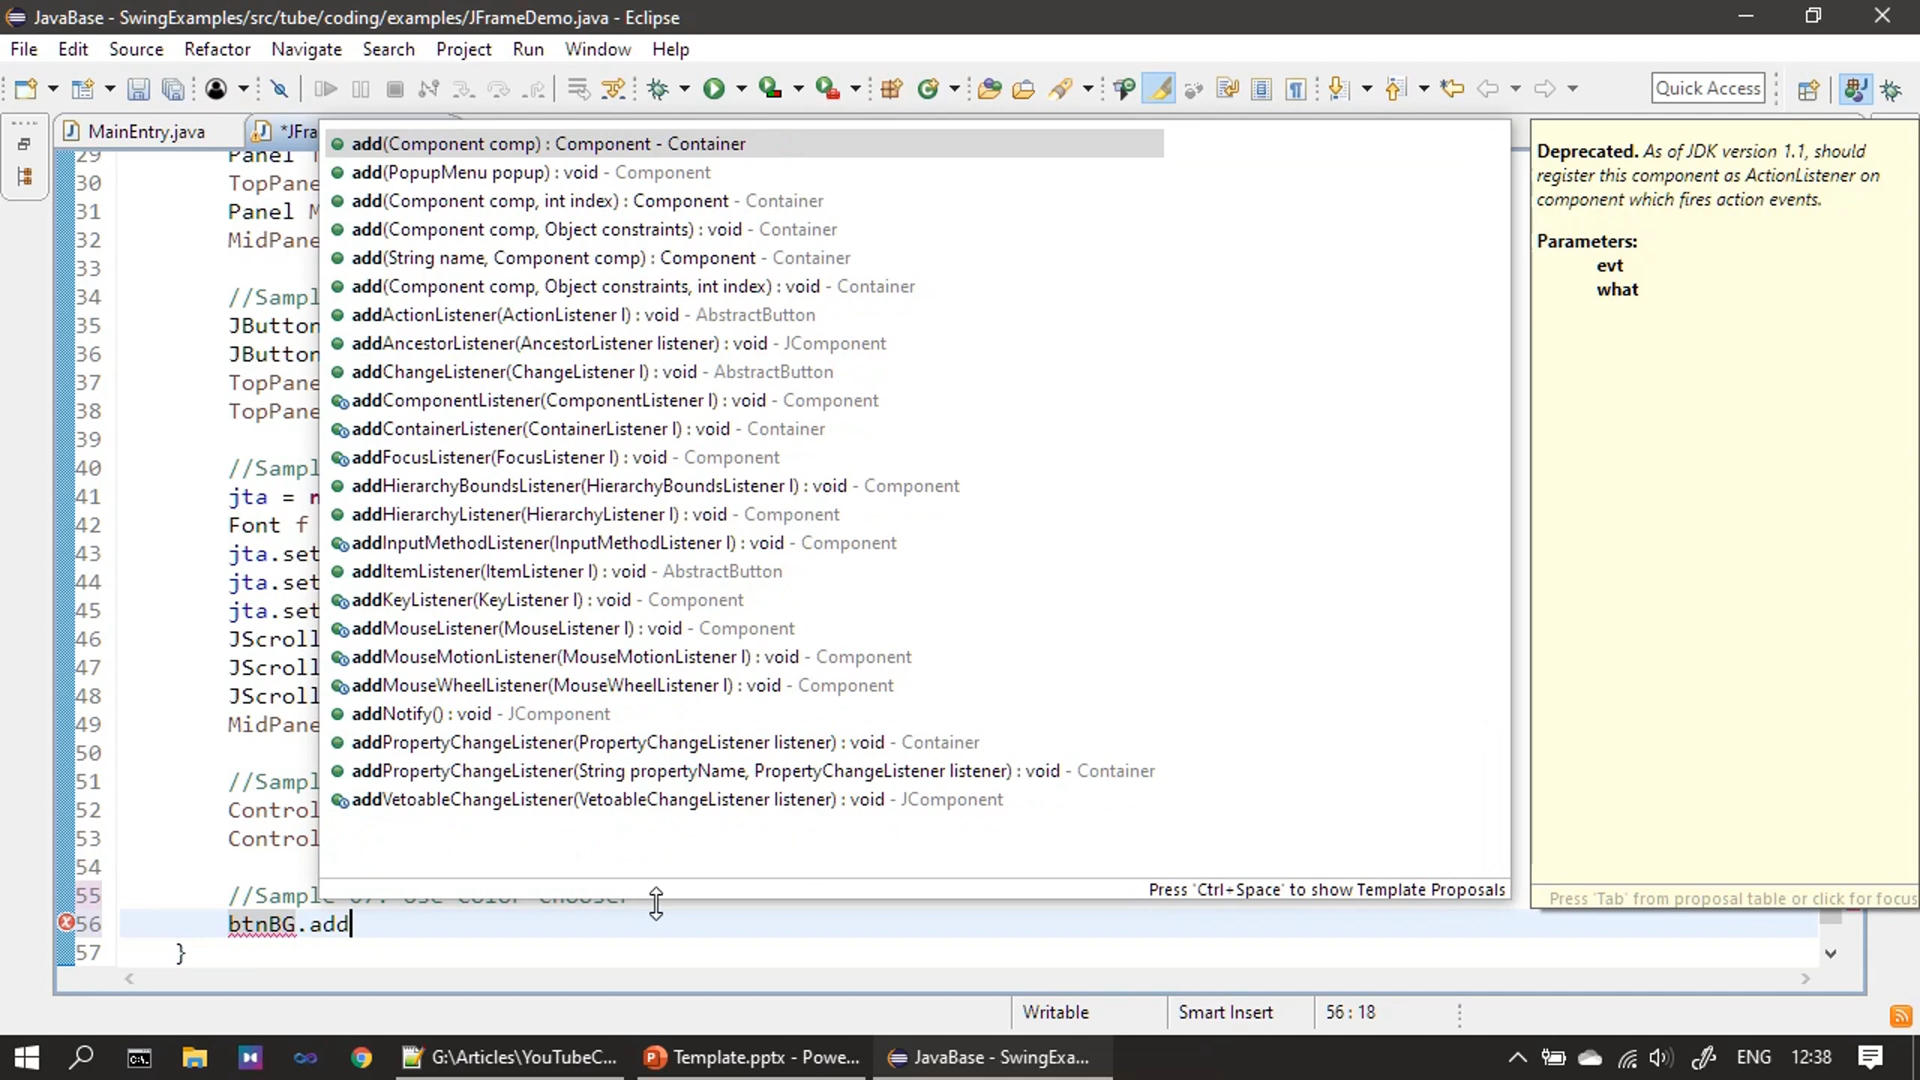 JavaBase - SwingExamples/src/tube/coding/examples/JFrameDemo.java - Eclipse
File Edit Source Refactor Navigate Search Project Run Window Help
Quick Access
MainEntry.java *JFra
29 Panel
30 TopPane
31 Panel M
32 MidPane
33
34 //Sampl
35 JButton
36 JButton
37 TopPane
38 TopPane
39
40 //Sampl
41 jta =
42 Font f
43 jta.set
44 jta.set
45 jta.set
46 JScroll
47 JScroll
48 JScroll
49 MidPane
50
51 //Sampl
52 Control
53 Control
54
55 //Sample 07: Use Color Chooser
56 btnBG.add
57 }
add(Component comp) : Component - Container
add(PopupMenu popup) : void - Component
add(Component comp, int index) : Component - Container
add(Component comp, Object constraints) : void - Container
add(String name, Component comp) : Component - Container
add(Component comp, Object constraints, int index) : void - Container
addActionListener(ActionListener l) : void - AbstractButton
addAncestorListener(AncestorListener listener) : void - JComponent
addChangeListener(ChangeListener l) : void - AbstractButton
addComponentListener(ComponentListener l) : void - Component
addContainerListener(ContainerListener l) : void - Container
addFocusListener(FocusListener l) : void - Component
addHierarchyBoundsListener(HierarchyBoundsListener l) : void - Component
addHierarchyListener(HierarchyListener l) : void - Component
addInputMethodListener(InputMethodListener l) : void - Component
addItemListener(ItemListener l) : void - AbstractButton
addKeyListener(KeyListener l) : void - Component
addMouseListener(MouseListener l) : void - Component
addMouseMotionListener(MouseMotionListener l) : void - Component
addMouseWheelListener(MouseWheelListener l) : void - Component
addNotify() : void - JComponent
addPropertyChangeListener(PropertyChangeListener listener) : void - Container
addPropertyChangeListener(String propertyName, PropertyChangeListener listener) : void - Container
addVetoableChangeListener(VetoableChangeListener listener) : void - JComponent
Press 'Ctrl+Space' to show Template Proposals
Deprecated. As of JDK version 1.1, should
register this component as ActionListener on
component which fires action events.
Parameters:
evt
what
Press 'Tab' from proposal table or click for focus
Writable Smart Insert 56 : 18
G:\Articles\YouTubeC... Template.pptx - Powe... JavaBase - SwingExa... ENG 12:38